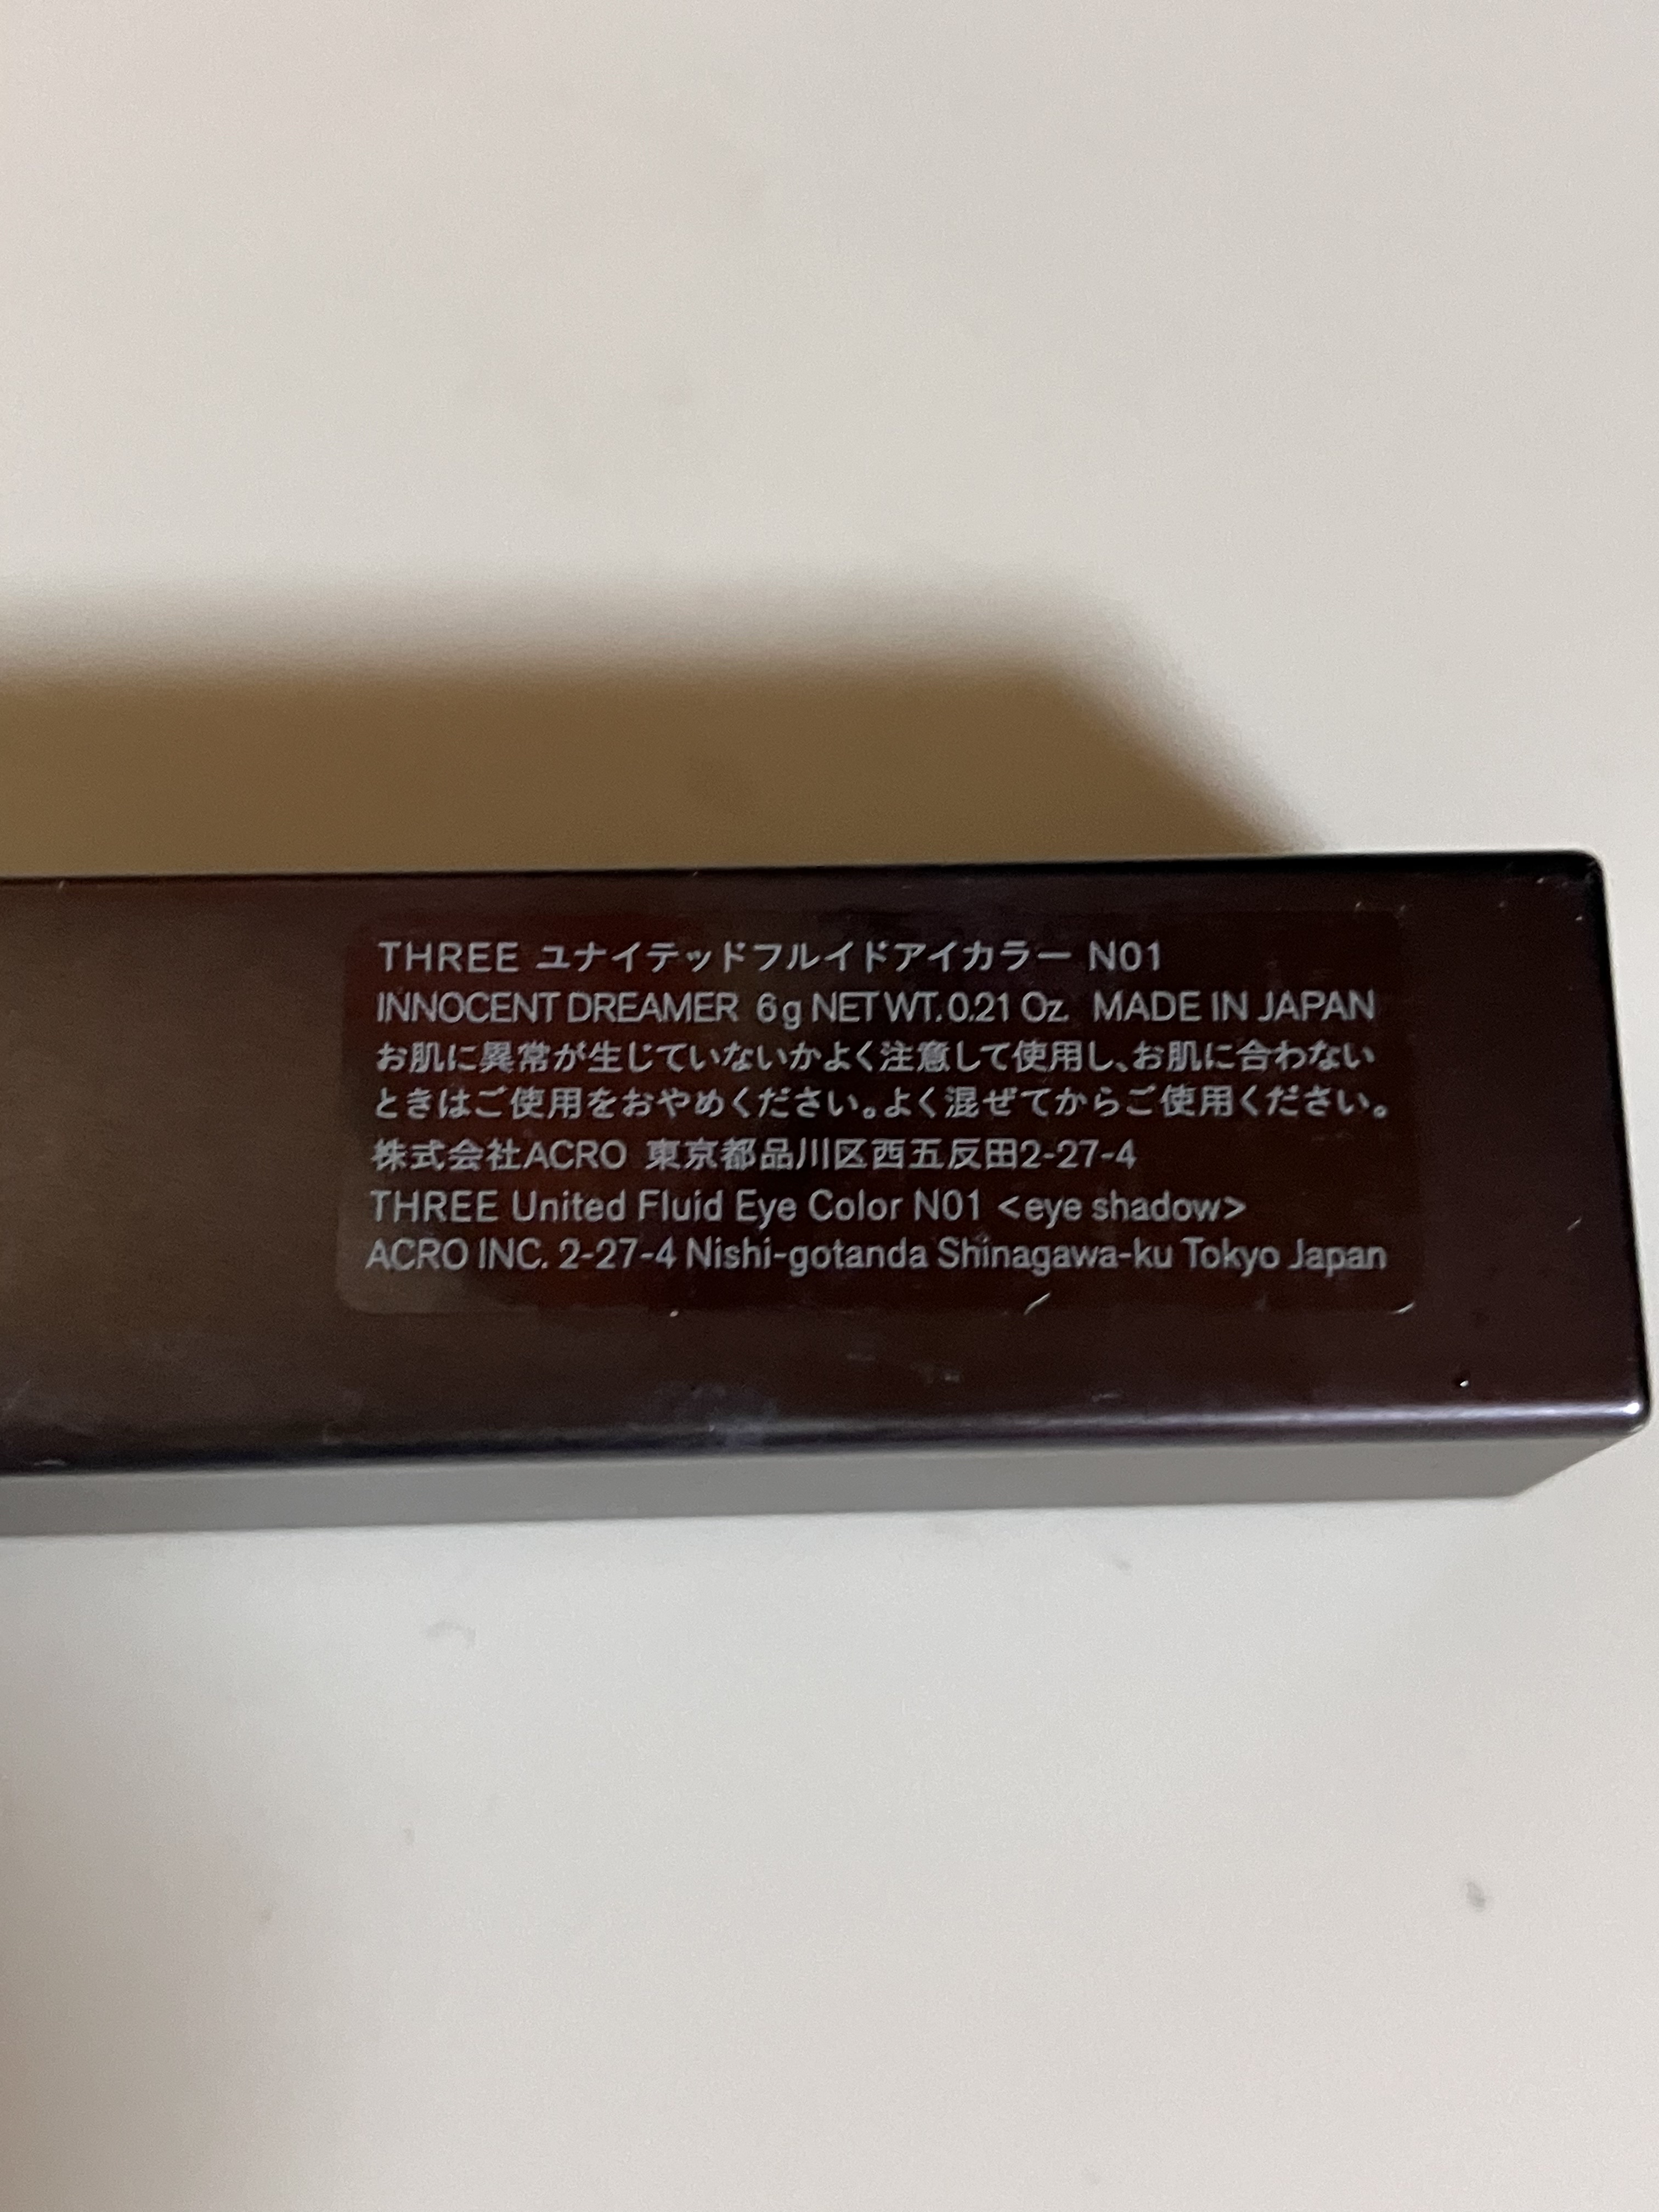 THREE ユナイテッドフルイドアイカラー N01
INNOCENT DREAMER 6g NET WT. 0.21 Oz. MADE IN JAPAN
お肌に異常が生じていないかよく注意して使用し、お肌に合わない
ときはご使用をおやめください。よく混ぜてからご使用ください。
株式会社ACRO 東京都品川区西五反田2-27-4
THREE United Fluid Eye Color N01 <eye shadow>
ACRO INC. 2-27-4 Nishi-gotanda Shinagawa-ku Tokyo Japan